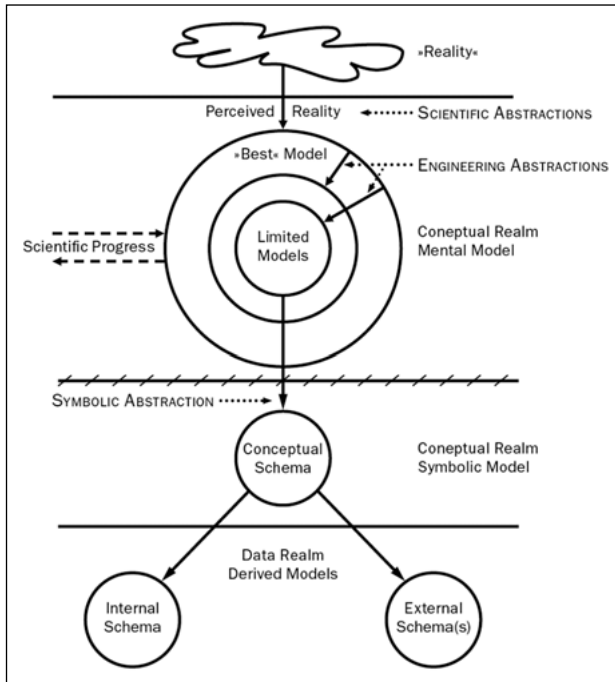 »Reality«
Perceived Reality
SCIENTIFIC ABSTRACTIONS
»Best« Model
ENGINEERING ABSTRACTIONS
Limited
Models
Scientific Progress
Coneptual Realm
Mental Model
SYMBOLIC ABSTRACTION
Conceptual
Schema
Coneptual Realm
Symbolic Model
Data Realm
Derived Models
Internal
Schema
External
Schema(s)